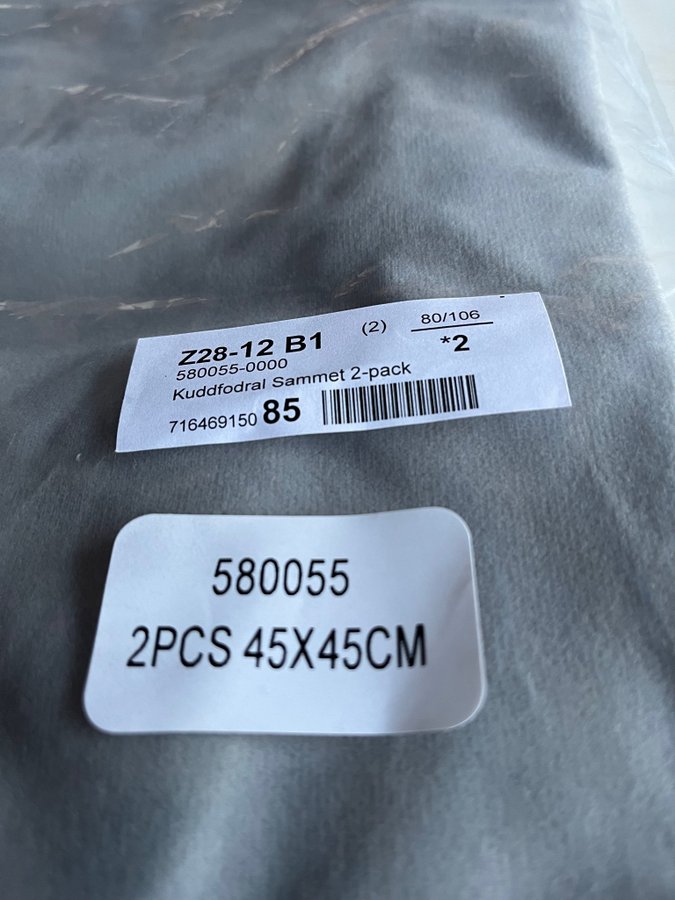 Z28-12 B1 (2) 80/106
580055-0000 *2
Kuddfodral Sammet 2-pack
716469150 85
580055
2PCS 45X45CM